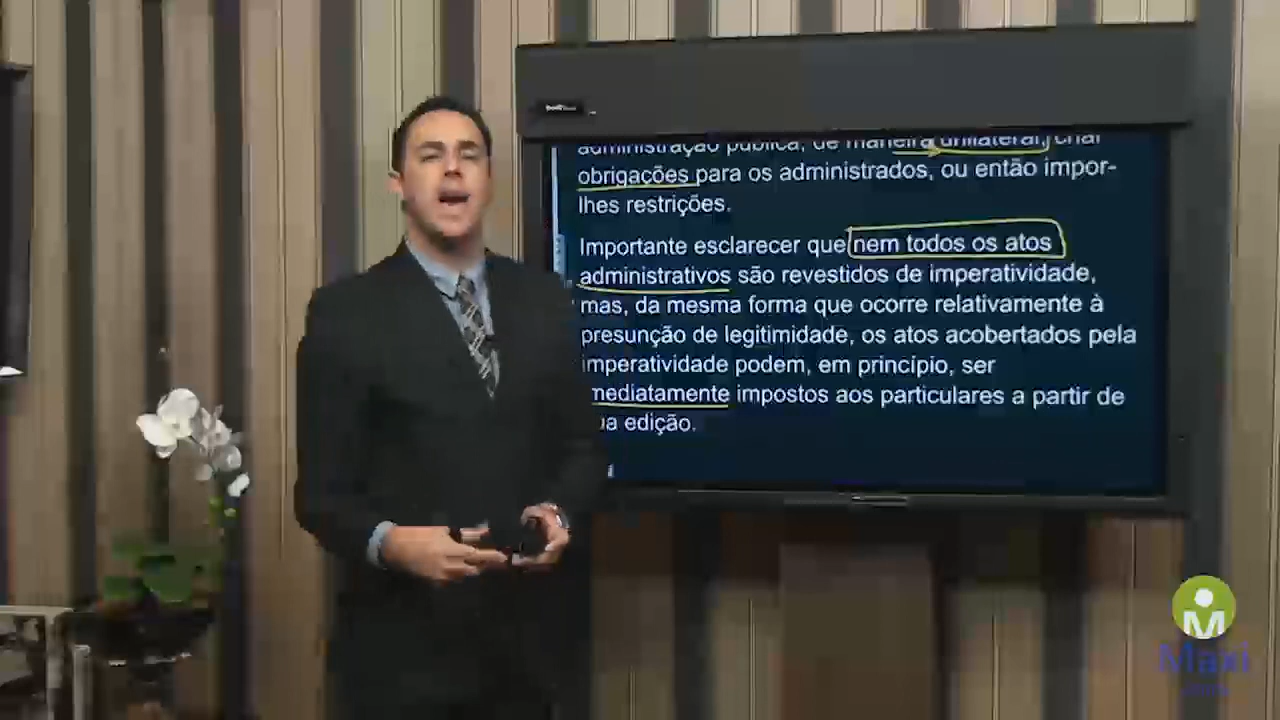 administração pública, de maneira unilateral, criar
obrigações para os administrados, ou então impor-
lhes restrições.
Importante esclarecer que nem todos os atos
administrativos são revestidos de imperatividade,
mas, da mesma forma que ocorre relativamente à
presunção de legitimidade, os atos acobertados pela
imperatividade podem, em princípio, ser
mediatamente impostos aos particulares a partir de
ua edição.
M
Maxi